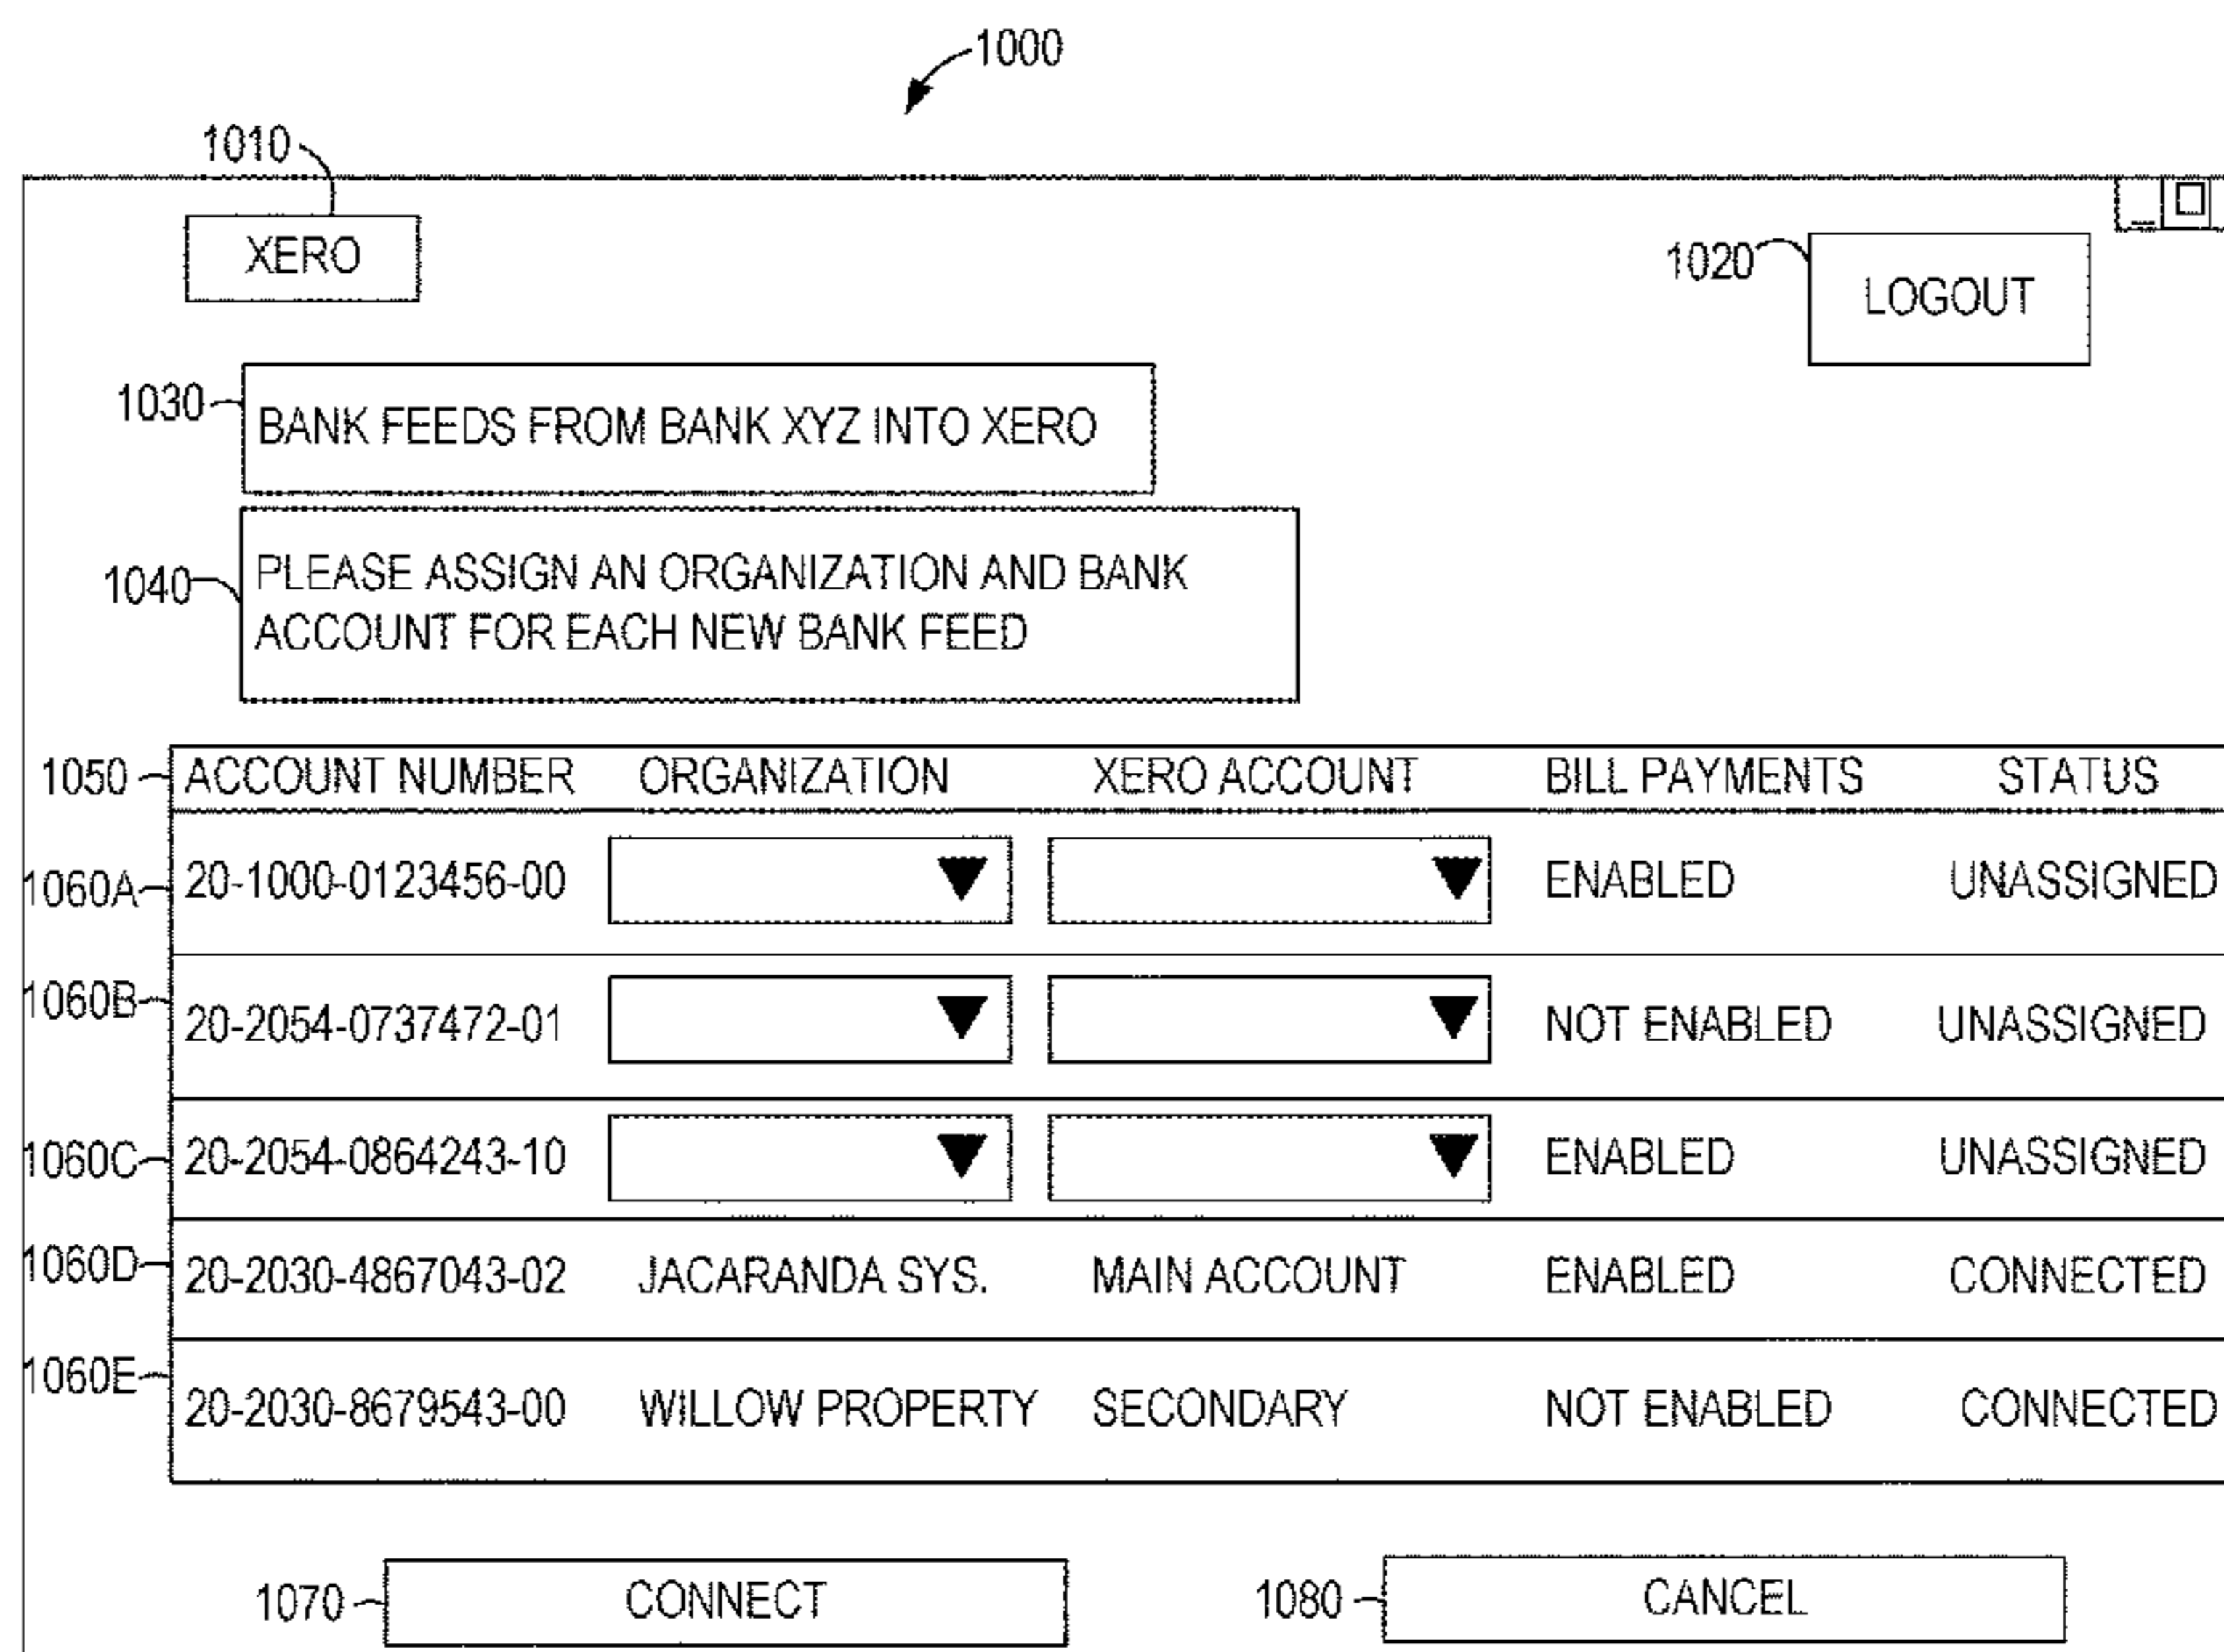 1000
1010
XERO
1020
LOGOUT
1030
BANK FEEDS FROM BANK XYZ INTO XERO
1040
PLEASE ASSIGN AN ORGANIZATION AND BANK
ACCOUNT FOR EACH NEW BANK FEED
1050 ACCOUNT NUMBER ORGANIZATION XERO ACCOUNT BILL PAYMENTS STATUS
1060A 20-1000-0123456-00 ENABLED UNASSIGNED
1060B 20-2054-0737472-01 NOT ENABLED UNASSIGNED
1060C 20-2054-0864243-10 ENABLED UNASSIGNED
1060D 20-2030-4867043-02 JACARANDA SYS. MAIN ACCOUNT ENABLED CONNECTED
1060E 20-2030-8679543-00 WILLOW PROPERTY SECONDARY NOT ENABLED CONNECTED
1070 CONNECT 1080 CANCEL